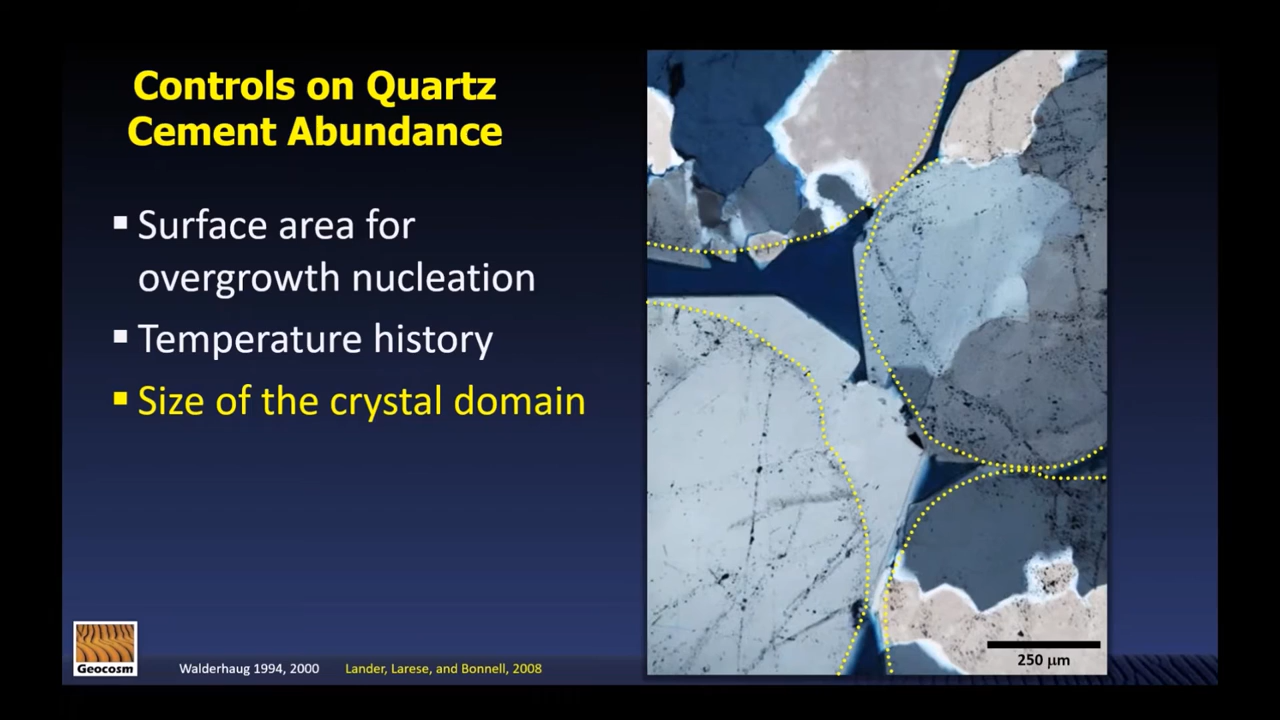 Controls on Quartz
Cement Abundance
▪ Surface area for
overgrowth nucleation
▪ Temperature history
▪ Size of the crystal domain
250 µm
Geocosm
Walderhaug 1994, 2000 Lander, Larese, and Bonnell, 2008